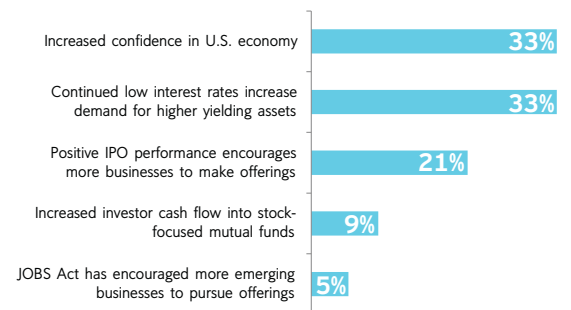 Increased confidence in U.S. economy
33%
Continued low interest rates increase
demand for higher yielding assets
33%
Positive IPO performance encourages
more businesses to make offerings
21%
Increased investor cash flow into stock-
focused mutual funds
9%
JOBS Act has encouraged more emerging
businesses to pursue offerings
5%